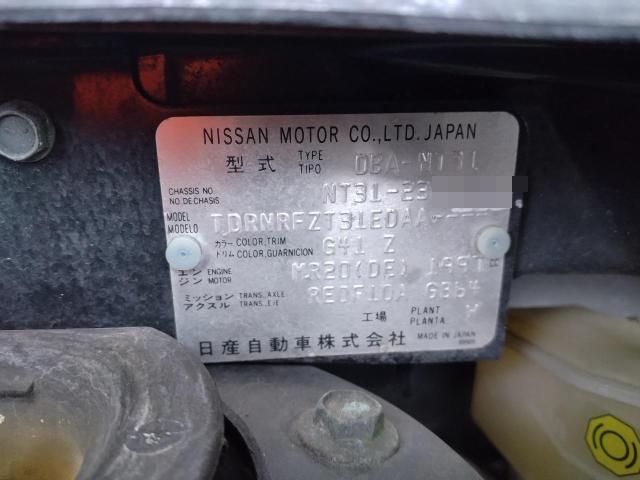 NISSAN MOTOR CO.,LTD. JAPAN
型式 TYPE TIPO DBA-NT31
CHASSIS NO. NO. DE CHASIS NT31-23
MODEL MODELO TDRNRFZT31EDAA
カラー トリム COLOR,TRIM COLOR,GUARNICION G41 Z
エンジン ENGINE MOTOR MR20(DE) 1997 cc
ミッション アクスル TRANS.,AXLE TRANS.,EJE RE0F10A G364
工場 PLANT PLANTA
日産自動車株式会社 MADE IN JAPAN